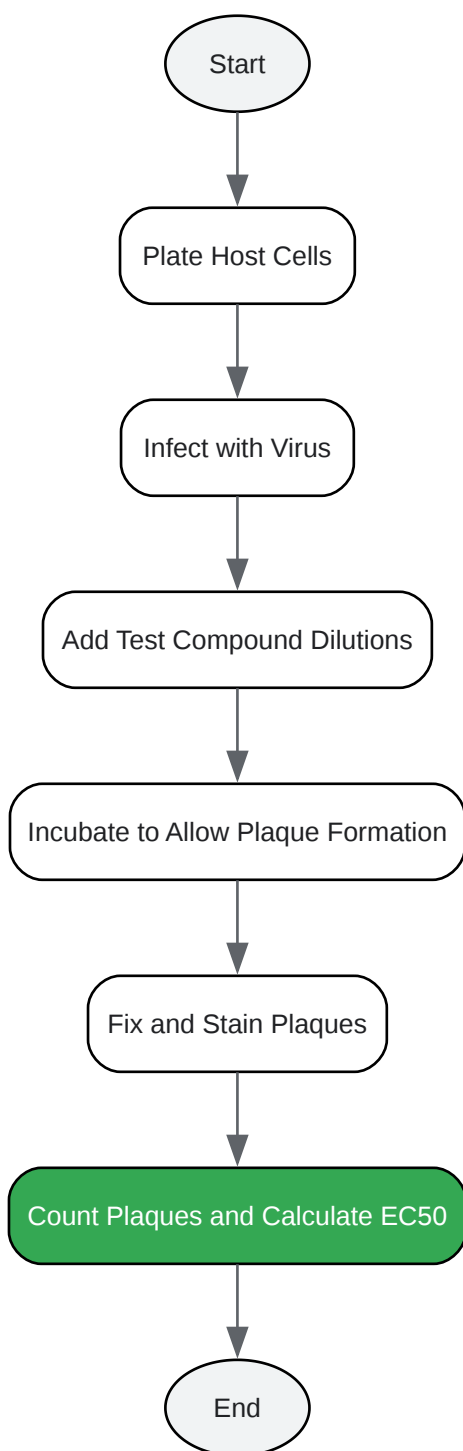 Start
Plate Host Cells
Infect with Virus
Add Test Compound Dilutions
Incubate to Allow Plaque Formation
Fix and Stain Plaques
Count Plaques and Calculate EC50
End